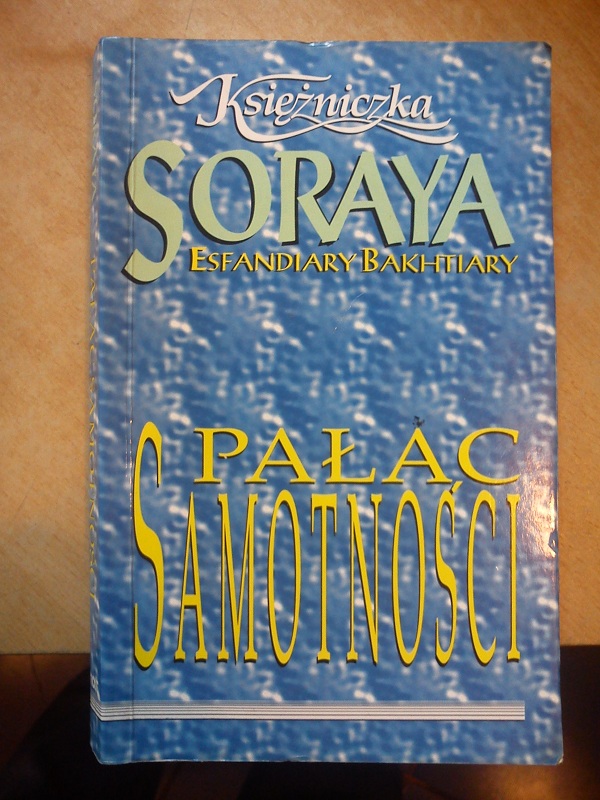 Księżniczka
SORAYA
ESFANDIARY BAKHTIARY
PAŁAC
SAMOTNOŚCI